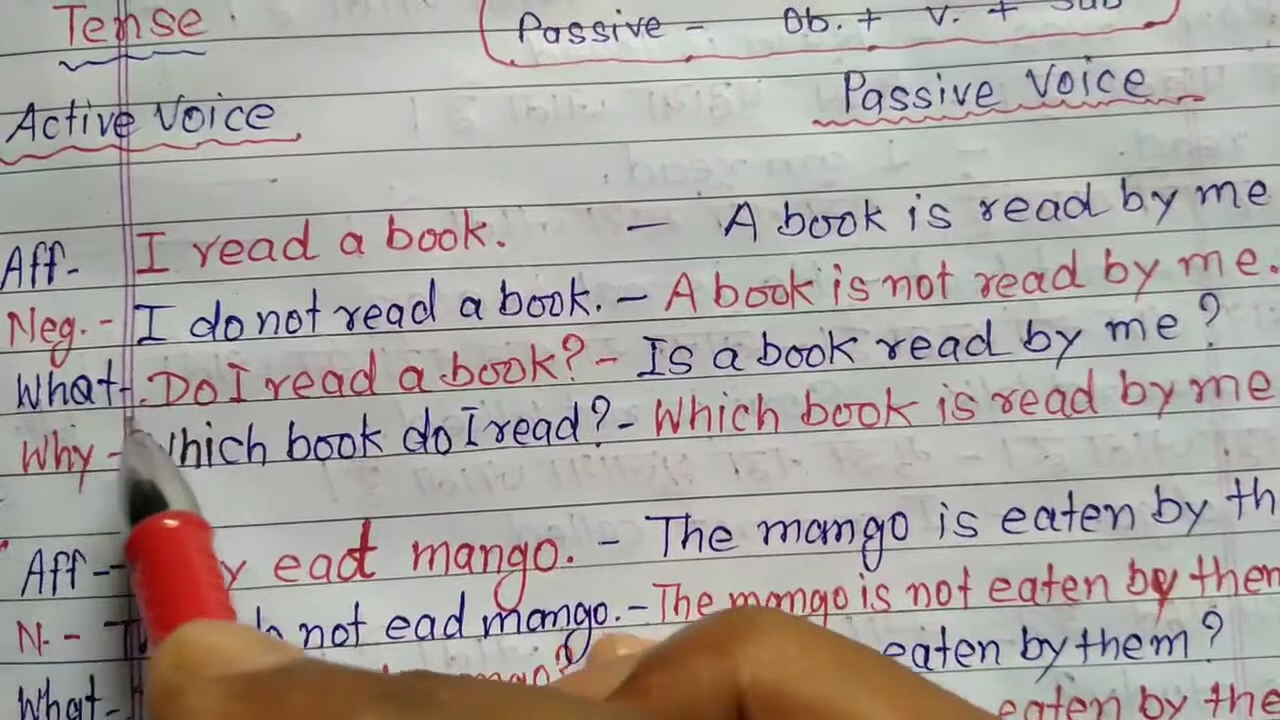 Tense
Passive - Ob. + V. + Sub
Active Voice
Passive Voice
Aff- I read a book. - A book is read by me
Neg. - I do not read a book. - A book is not read by me.
What - Do I read a book? - Is a book read by me?
Why - Which book do I read? - Which book is read by me
Aff - eat mango. - The mango is eaten by th
N. - not ead mango. - The mango is not eaten by them
What - eaten by them?
eaten by the